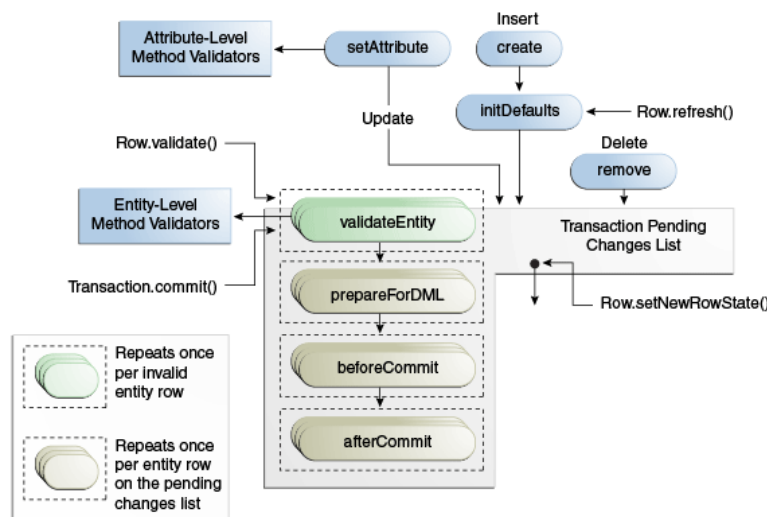 Insert
Attribute-Level
Method Validators
setAttribute
create
Update
initDefaults
Row.refresh()
Row.validate()
Delete
remove
Entity-Level
Method Validators
validateEntity
Transaction Pending
Changes List
Transaction.commit()
prepareForDML
Row.setNewRowState()
Repeats once
per invalid
entity row
beforeCommit
afterCommit
Repeats once
per entity row
on the pending
changes list